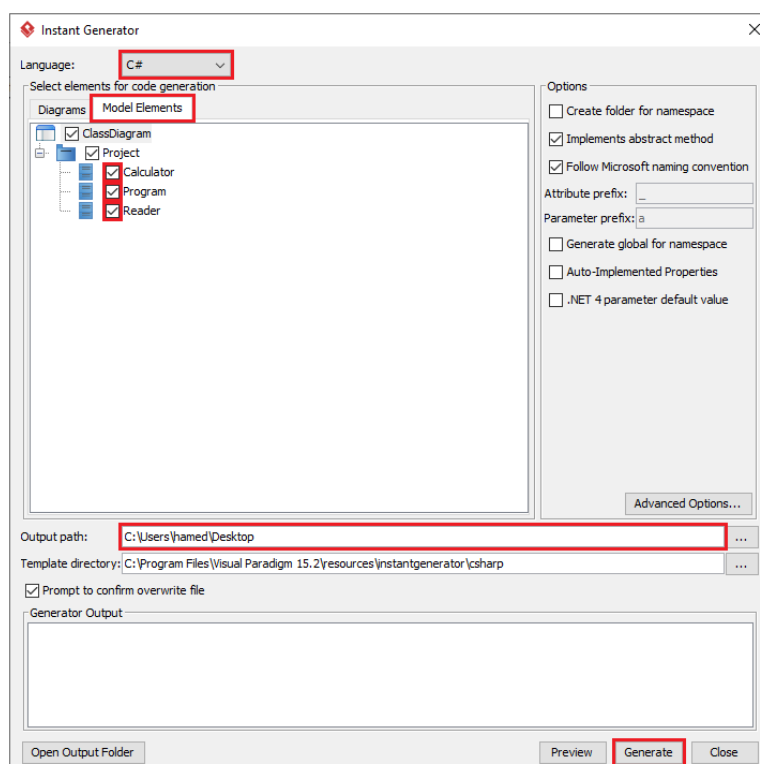 Instant Generator
Language: C#
Select elements for code generation
Diagrams Model Elements
ClassDiagram
Project
Calculator
Program
Reader
Options
Create folder for namespace
Implements abstract method
Follow Microsoft naming convention
Attribute prefix: _
Parameter prefix: a
Generate global for namespace
Auto-Implemented Properties
.NET 4 parameter default value
Advanced Options...
Output path: C:\Users\hamed\Desktop ...
Template directory: C:\Program Files\Visual Paradigm 15.2\resources\instantgenerator\csharp ...
Prompt to confirm overwrite file
Generator Output
Open Output Folder Preview Generate Close